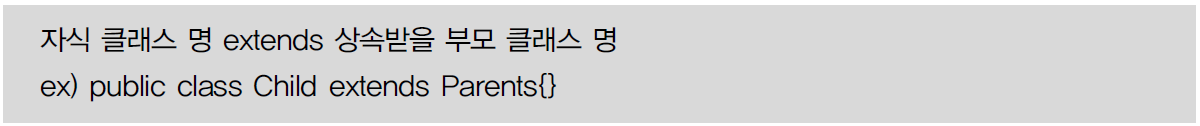 자식 클래스 명 extends 상속받을 부모 클래스 명
ex) public class Child extends Parents{}